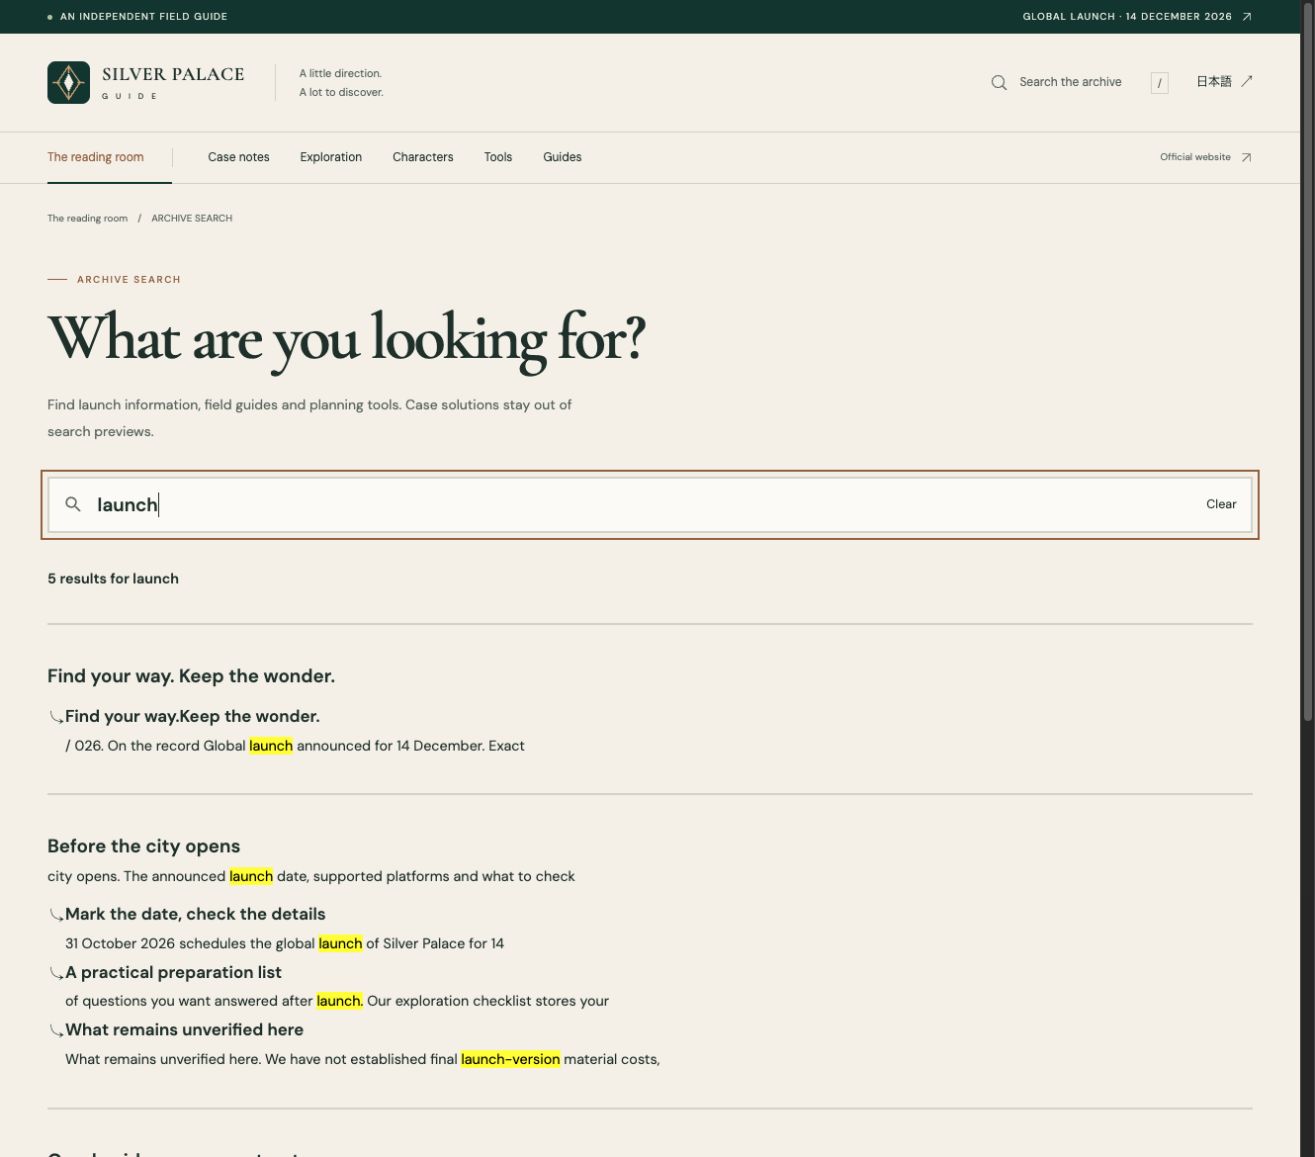 AN INDEPENDENT FIELD GUIDE
GLOBAL LAUNCH · 14 DECEMBER 2026
SILVER PALACE
GUIDE
A little direction.
A lot to discover.
Search the archive
/
日本語
The reading room
Case notes
Exploration
Characters
Tools
Guides
Official website
The reading room / ARCHIVE SEARCH
ARCHIVE SEARCH
What are you looking for?
Find launch information, field guides and planning tools. Case solutions stay out of
search previews.
launch
Clear
5 results for launch
Find your way. Keep the wonder.
Find your way.Keep the wonder.
/ 026. On the record Global launch announced for 14 December. Exact
Before the city opens
city opens. The announced launch date, supported platforms and what to check
Mark the date, check the details
31 October 2026 schedules the global launch of Silver Palace for 14
A practical preparation list
of questions you want answered after launch. Our exploration checklist stores your
What remains unverified here
What remains unverified here. We have not established final launch-version material costs,